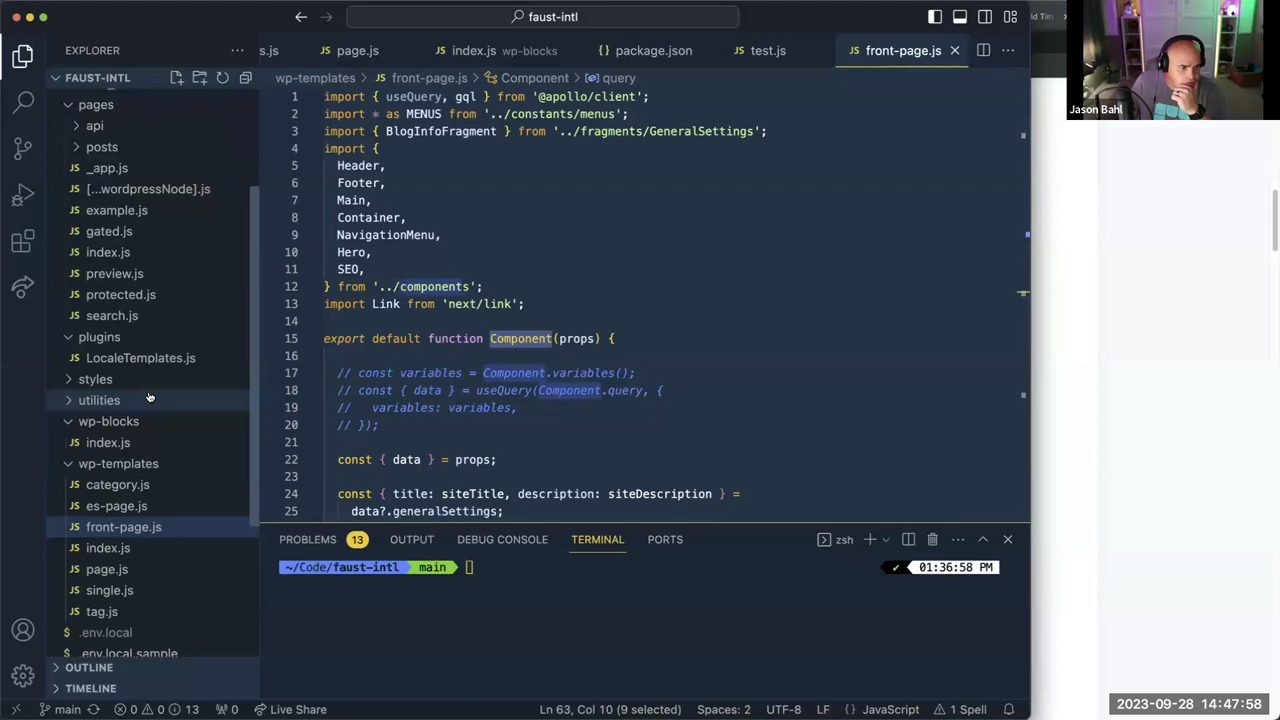 faust-intl
EXPLORER
s.js
page.js
index.js wp-blocks
package.json
test.js
front-page.js
FAUST-INTL
wp-templates > front-page.js > Component > query
pages
api
posts
_app.js
[...wordpressNode].js
example.js
gated.js
index.js
preview.js
protected.js
search.js
plugins
LocaleTemplates.js
styles
utilities
wp-blocks
index.js
wp-templates
category.js
es-page.js
front-page.js
index.js
page.js
single.js
tag.js
.env.local
.env.local.sample
OUTLINE
TIMELINE
1 import { useQuery, gql } from '@apollo/client';
2 import * as MENUS from '../constants/menus';
3 import { BlogInfoFragment } from '../fragments/GeneralSettings';
4 import {
5 Header,
6 Footer,
7 Main,
8 Container,
9 NavigationMenu,
10 Hero,
11 SEO,
12 } from '../components';
13 import Link from 'next/link';
14
15 export default function Component(props) {
16
17 // const variables = Component.variables();
18 // const { data } = useQuery(Component.query, {
19 // variables: variables,
20 // });
21
22 const { data } = props;
23
24 const { title: siteTitle, description: siteDescription } =
25 data?.generalSettings;
PROBLEMS 13
OUTPUT
DEBUG CONSOLE
TERMINAL
PORTS
zsh
~/Code/faust-intl main
✓ 01:36:58 PM
main
0 0 13
0
Live Share
Ln 63, Col 10 (9 selected)
Spaces: 2
UTF-8
LF
{} JavaScript
1 Spell
Jason Bahl
2023-09-28 14:47:58